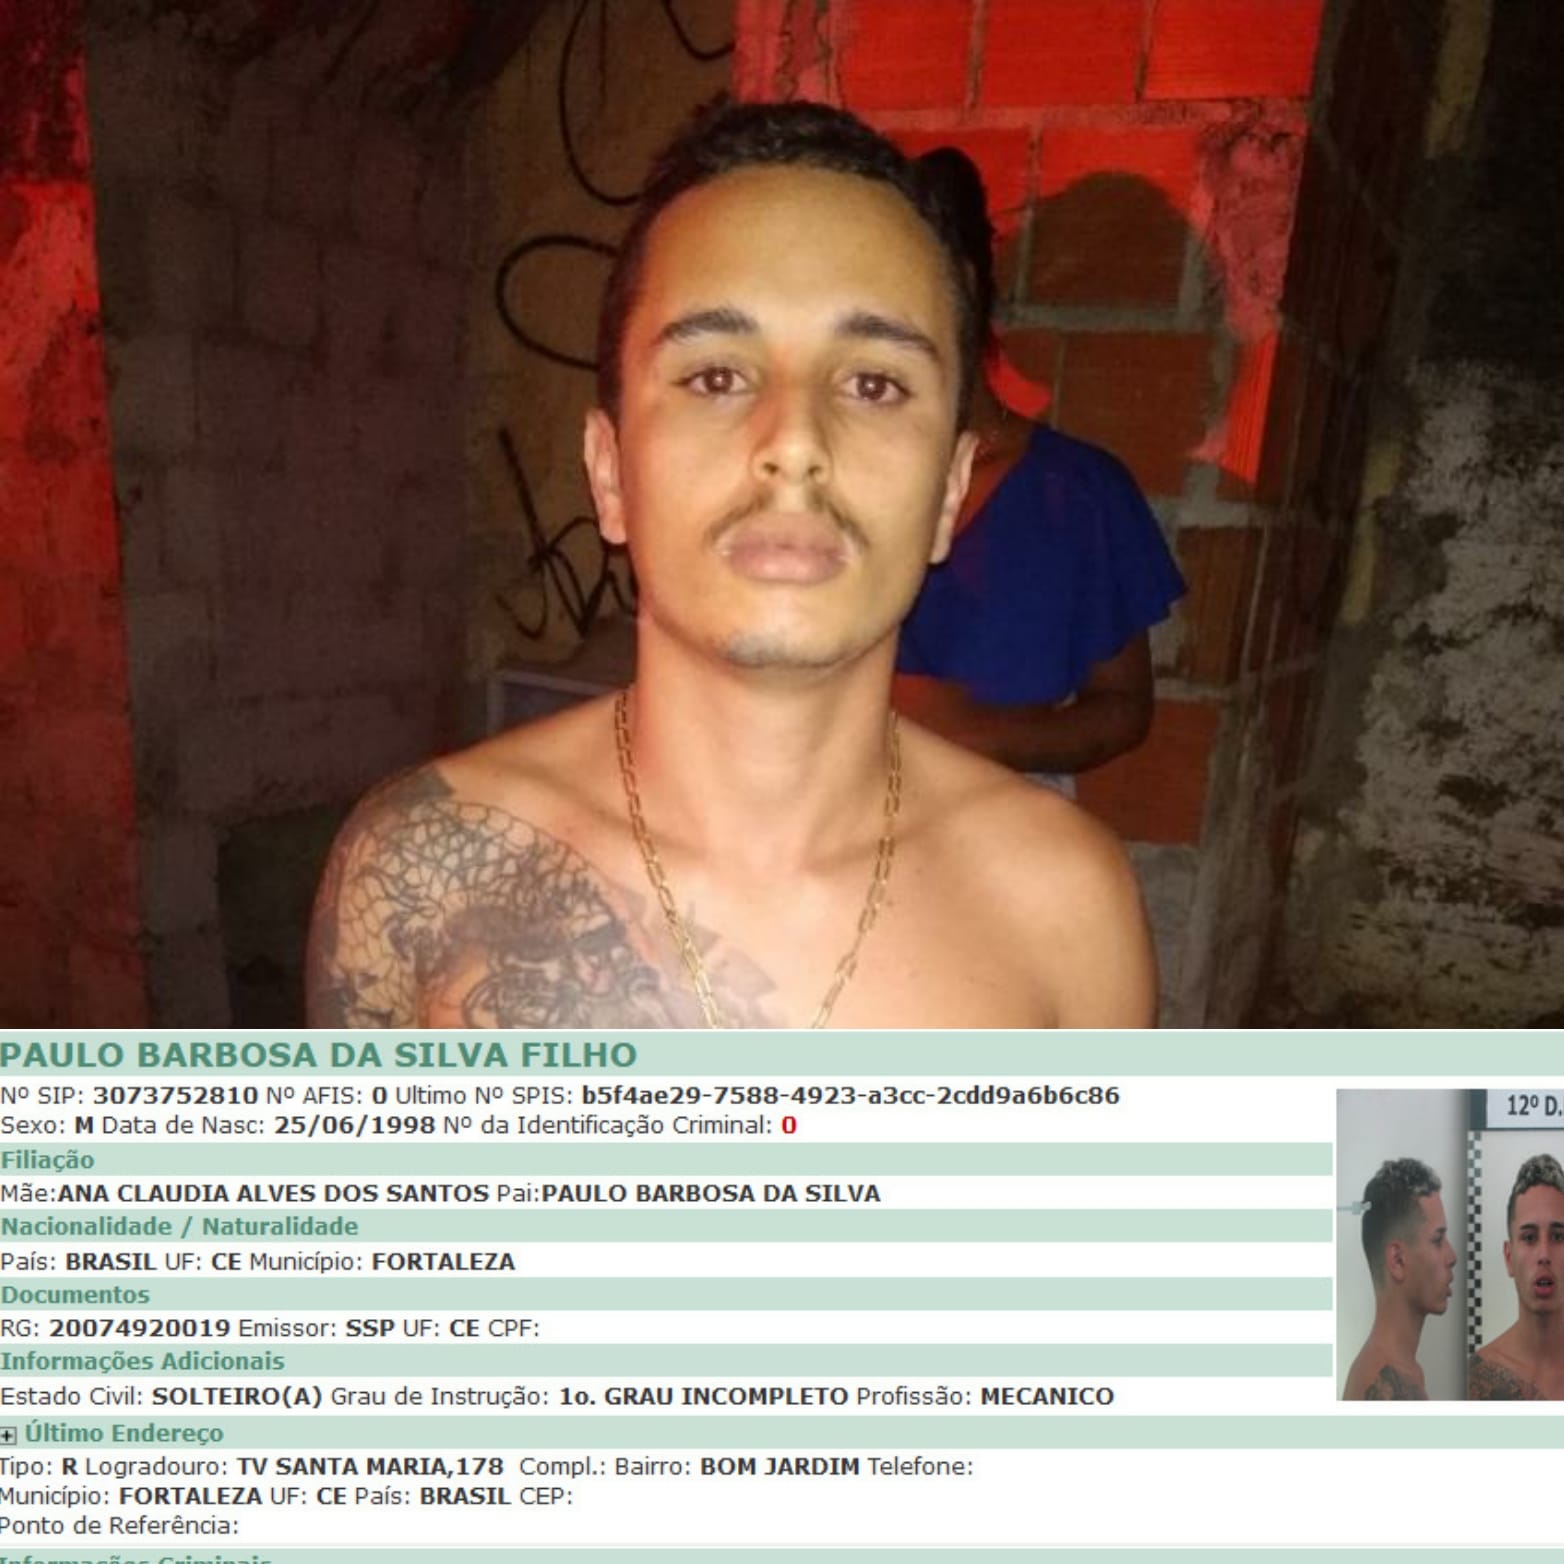 PAULO BARBOSA DA SILVA FILHO
Nº SIP: 3073752810 Nº AFIS: 0 Ultimo Nº SPIS: b5f4ae29-7588-4923-a3cc-2cdd9a6b6c86
Sexo: M Data de Nasc: 25/06/1998 Nº da Identificação Criminal: 0
12º D.
Filiação
Mãe:ANA CLAUDIA ALVES DOS SANTOS Pai:PAULO BARBOSA DA SILVA
Nacionalidade / Naturalidade
País: BRASIL UF: CE Município: FORTALEZA
Documentos
RG: 20074920019 Emissor: SSP UF: CE CPF:
Informações Adicionais
Estado Civil: SOLTEIRO(A) Grau de Instrução: 1o. GRAU INCOMPLETO Profissão: MECANICO
Último Endereço
Tipo: R Logradouro: TV SANTA MARIA,178 Compl.: Bairro: BOM JARDIM Telefone:
Município: FORTALEZA UF: CE País: BRASIL CEP:
Ponto de Referência:
Informações Criminais